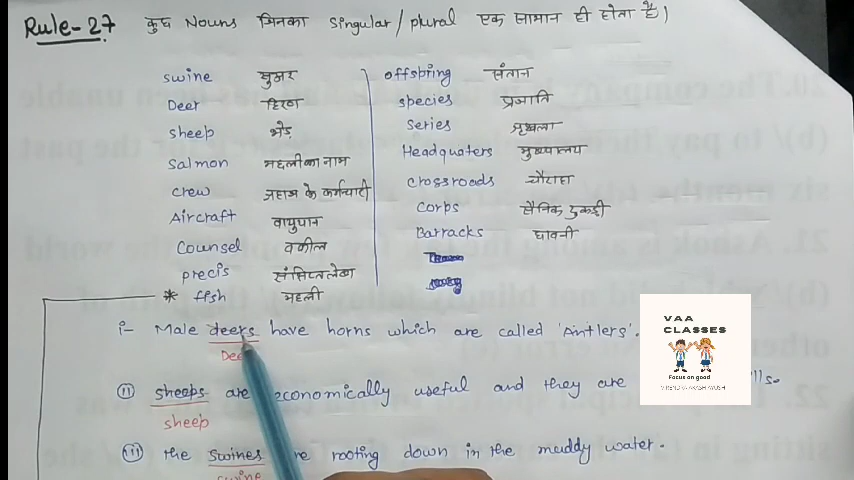 Rule-27 कुछ Nouns जिनका singular/plural एक सामान ही होता है।
swine सुअर
Deer हिरण
sheep भेड़
salmon मछली का नाम
crew जहाज के कर्मचारी
Aircraft वायुयान
Counsel वकील
precis संक्षिप्त लेख
* fish मछली
offspring संतान
species प्रजाति
Series श्रृंखला
Headquaters मुख्यालय
crossroads चौराहा
Corps सैनिक टुकड़ी
Barracks छावनी
i- Male deers have horns which are called 'Antlers'.
Deer
(ii) sheeps are economically useful and they are
sheep
(iii) the swines are rooting down in the muddy water.
swine
VAA
CLASSES
Focus on good